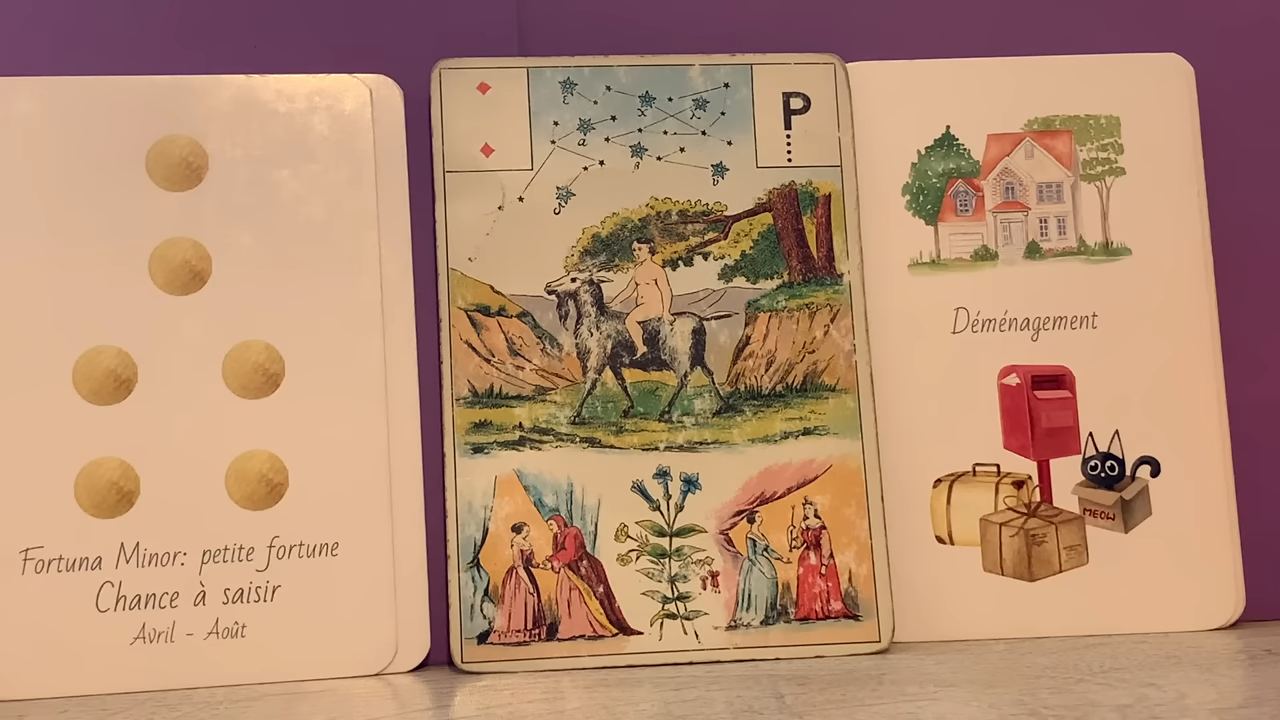 Fortuna Minor: petite fortune
Chance à saisir
Avril - Août
P
Déménagement
MEOW